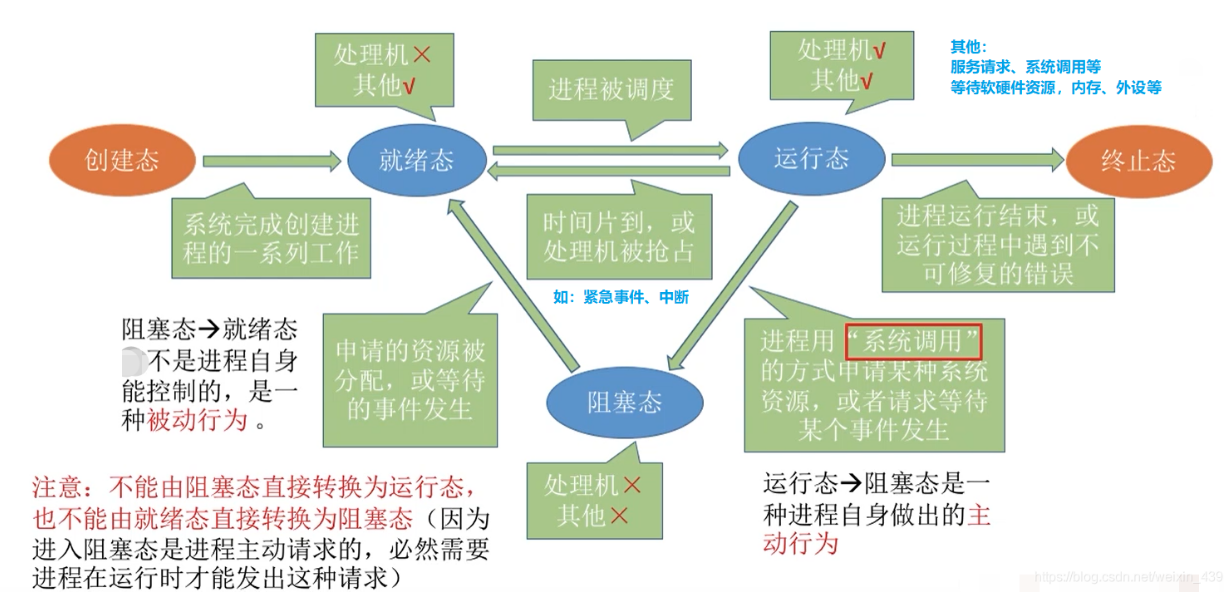 处理机×
其他√
进程被调度
处理机√
其他√
其他：
服务请求、系统调用等
等待软硬件资源，内存、外设等
创建态
就绪态
运行态
终止态
系统完成创建进
程的一系列工作
时间片到，或
处理机被抢占
如：紧急事件、中断
进程运行结束，或
运行过程中遇到不
可修复的错误
阻塞态→就绪态
不是进程自身
能控制的，是一
种被动行为。
申请的资源被
分配，或等待
的事件发生
阻塞态
进程用“系统调用”
的方式申请某种系统
资源，或者请求等待
某个事件发生
处理机×
其他×
运行态→阻塞态是一
种进程自身做出的主
动行为
注意：不能由阻塞态直接转换为运行态，
也不能由就绪态直接转换为阻塞态（因为
进入阻塞态是进程主动请求的，必然需要
进程在运行时才能发出这种请求）
https://blog.csdn.net/weixin_439